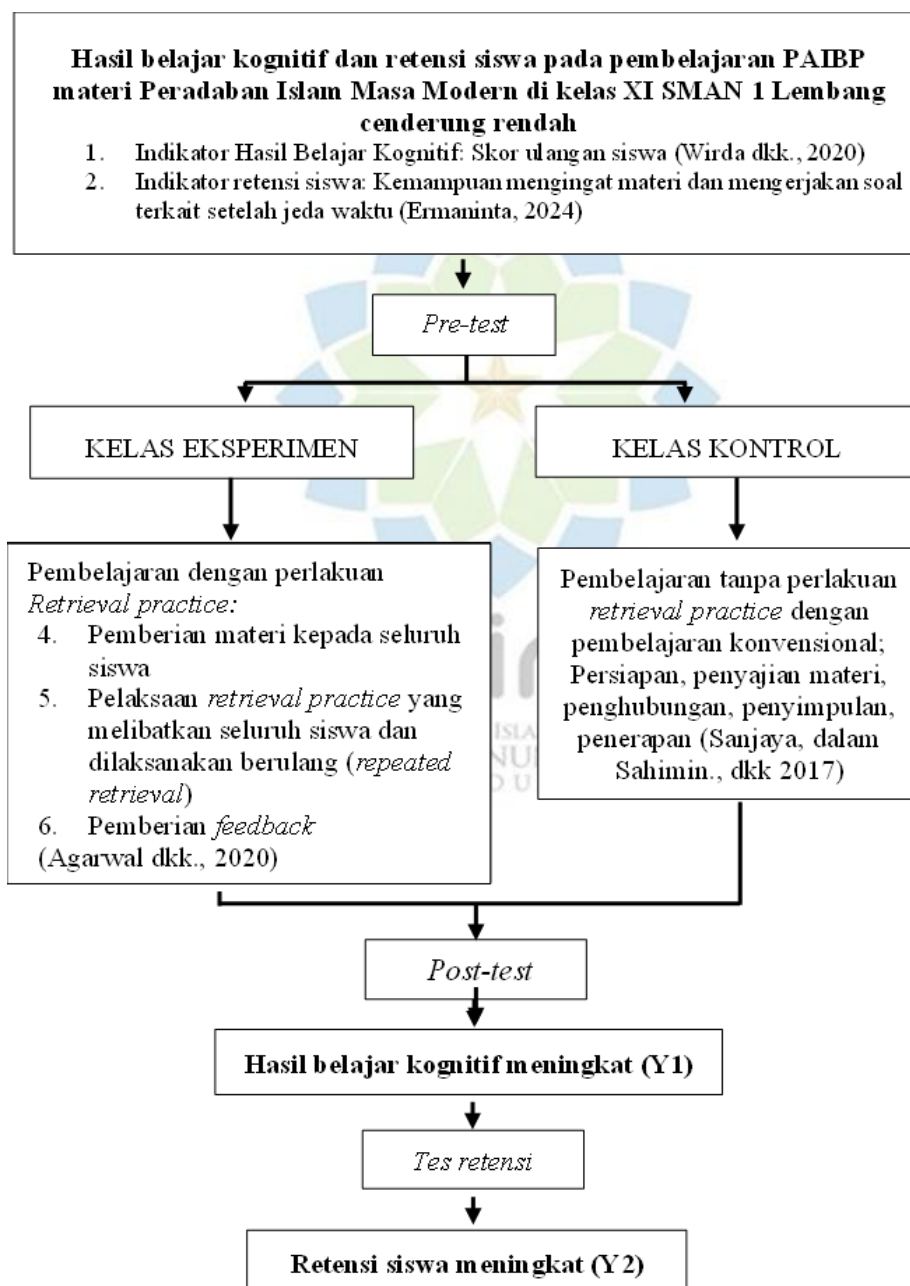 Hasil belajar kognitif dan retensi siswa pada pembelajaran PAIBP
materi Peradaban Islam Masa Modern di kelas XI SMAN 1 Lembang
cenderung rendah
1. Indikator Hasil Belajar Kognitif: Skor ulangan siswa (Wirda dkk., 2020)
2. Indikator retensi siswa: Kemampuan mengingat materi dan mengerjakan soal
terkait setelah jeda waktu (Ermaninta, 2024)
Pre-test
KELAS EKSPERIMEN
KELAS KONTROL
Pembelajaran dengan perlakuan
Retrieval practice:
4. Pemberian materi kepada seluruh
siswa
5. Pelaksaan retrieval practice yang
melibatkan seluruh siswa dan
dilaksanakan berulang (repeated
retrieval)
6. Pemberian feedback
(Agarwal dkk., 2020)
Pembelajaran tanpa perlakuan
retrieval practice dengan
pembelajaran konvensional;
Persiapan, penyajian materi,
penghubungan, penyimpulan,
penerapan (Sanjaya, dalam
Sahimin., dkk 2017)
Post-test
Hasil belajar kognitif meningkat (Y1)
Tes retensi
Retensi siswa meningkat (Y2)